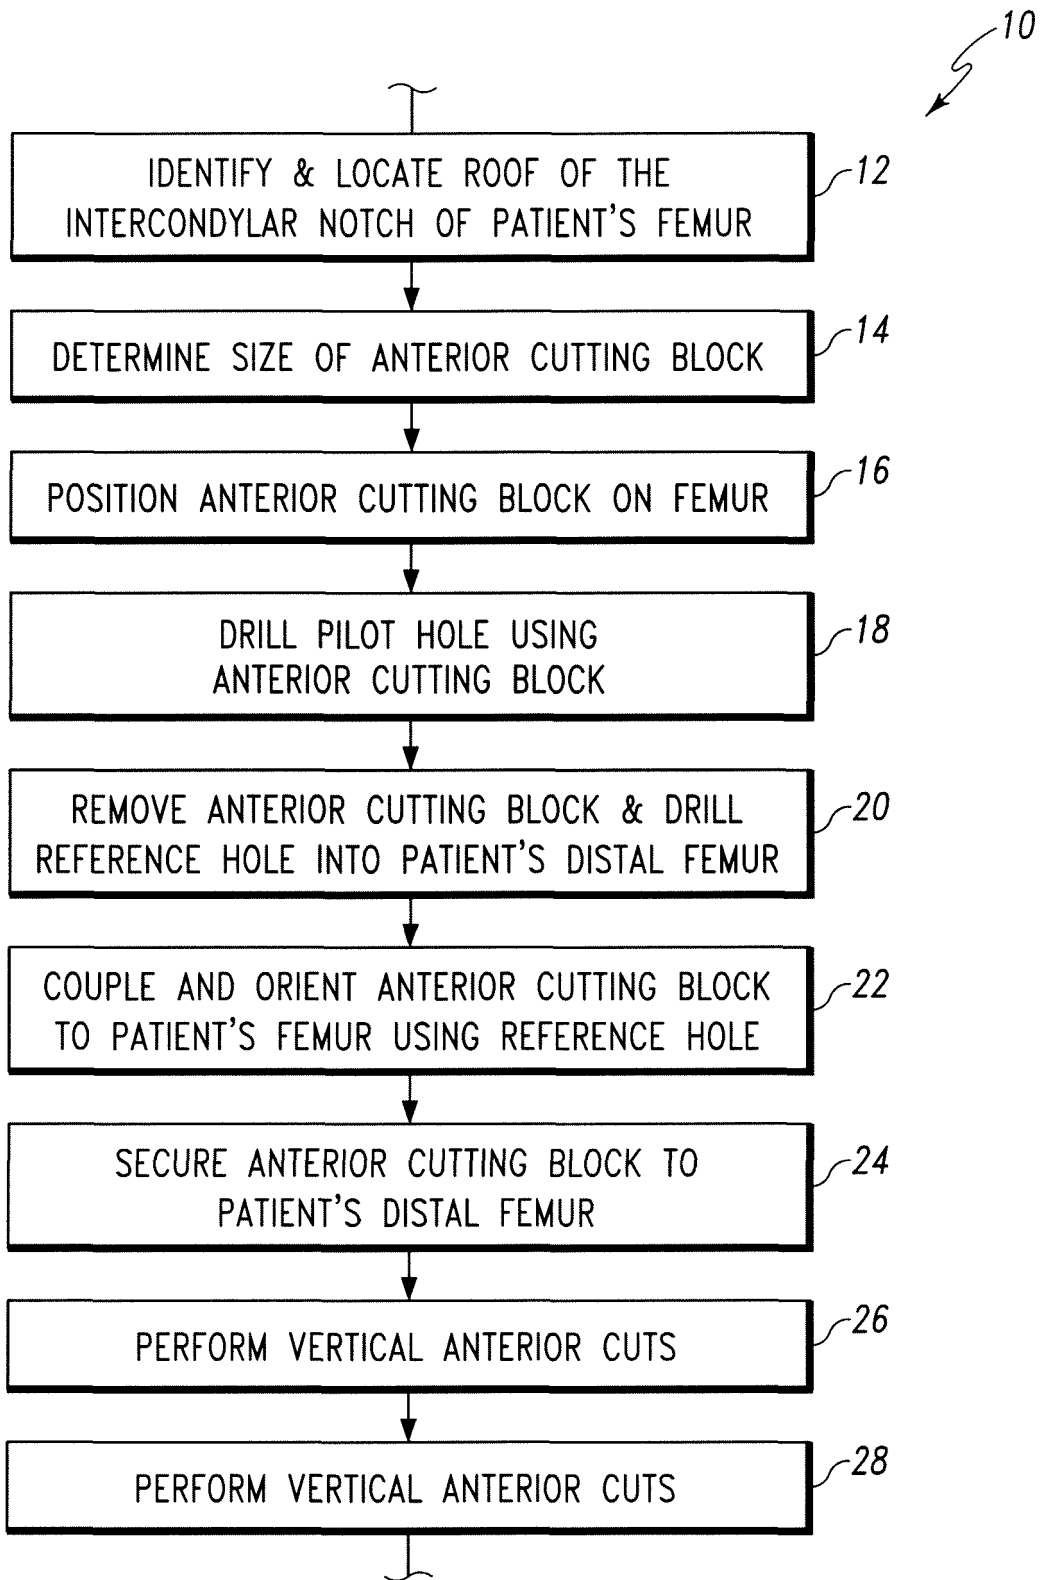 10
IDENTIFY & LOCATE ROOF OF THE
INTERCONDYLAR NOTCH OF PATIENT'S FEMUR
12
DETERMINE SIZE OF ANTERIOR CUTTING BLOCK
14
POSITION ANTERIOR CUTTING BLOCK ON FEMUR
16
DRILL PILOT HOLE USING
ANTERIOR CUTTING BLOCK
18
REMOVE ANTERIOR CUTTING BLOCK & DRILL
REFERENCE HOLE INTO PATIENT'S DISTAL FEMUR
20
COUPLE AND ORIENT ANTERIOR CUTTING BLOCK
TO PATIENT'S FEMUR USING REFERENCE HOLE
22
SECURE ANTERIOR CUTTING BLOCK TO
PATIENT'S DISTAL FEMUR
24
PERFORM VERTICAL ANTERIOR CUTS
26
PERFORM VERTICAL ANTERIOR CUTS
28